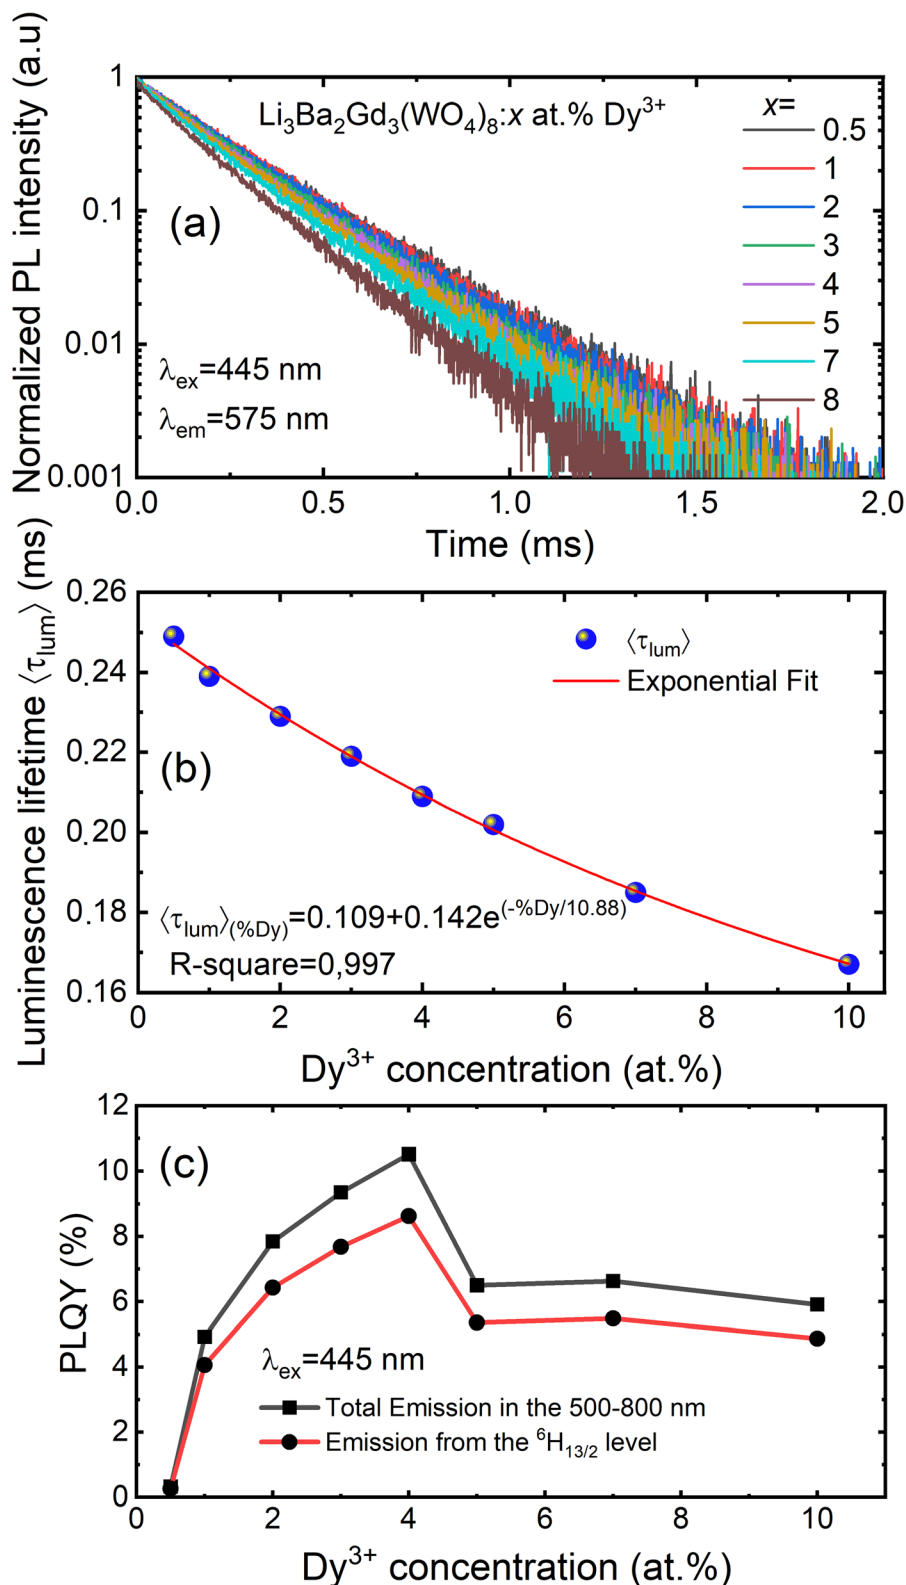 Normalized PL intensity (a.u)
1
0.1
0.01
0.001
Li₃Ba₂Gd₃(WO₄)₈:x at.% Dy³⁺
x=
0.5
1
2
3
4
5
7
8
(a)
λex=445 nm
λem=575 nm
0.0 0.5 1.0 1.5 2.0
Time (ms)
Luminescence lifetime ⟨τlum⟩ (ms)
0.26
0.24
0.22
0.20
0.18
0.16
⟨τlum⟩
Exponential Fit
(b)
⟨τlum⟩(%Dy)=0.109+0.142e(-%Dy/10.88)
R-square=0,997
0 2 4 6 8 10
Dy³⁺ concentration (at.%)
PLQY (%)
12
10
8
6
4
2
0
(c)
λex=445 nm
Total Emission in the 500-800 nm
Emission from the ⁶H13/2 level
0 2 4 6 8 10
Dy³⁺ concentration (at.%)